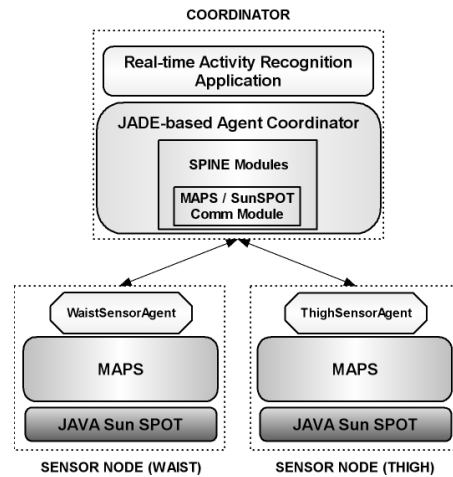 COORDINATOR
Real-time Activity Recognition
Application
JADE-based Agent Coordinator
SPINE Modules
MAPS / SunSPOT
Comm Module
WaistSensorAgent
ThighSensorAgent
MAPS
MAPS
JAVA Sun SPOT
JAVA Sun SPOT
SENSOR NODE (WAIST)
SENSOR NODE (THIGH)